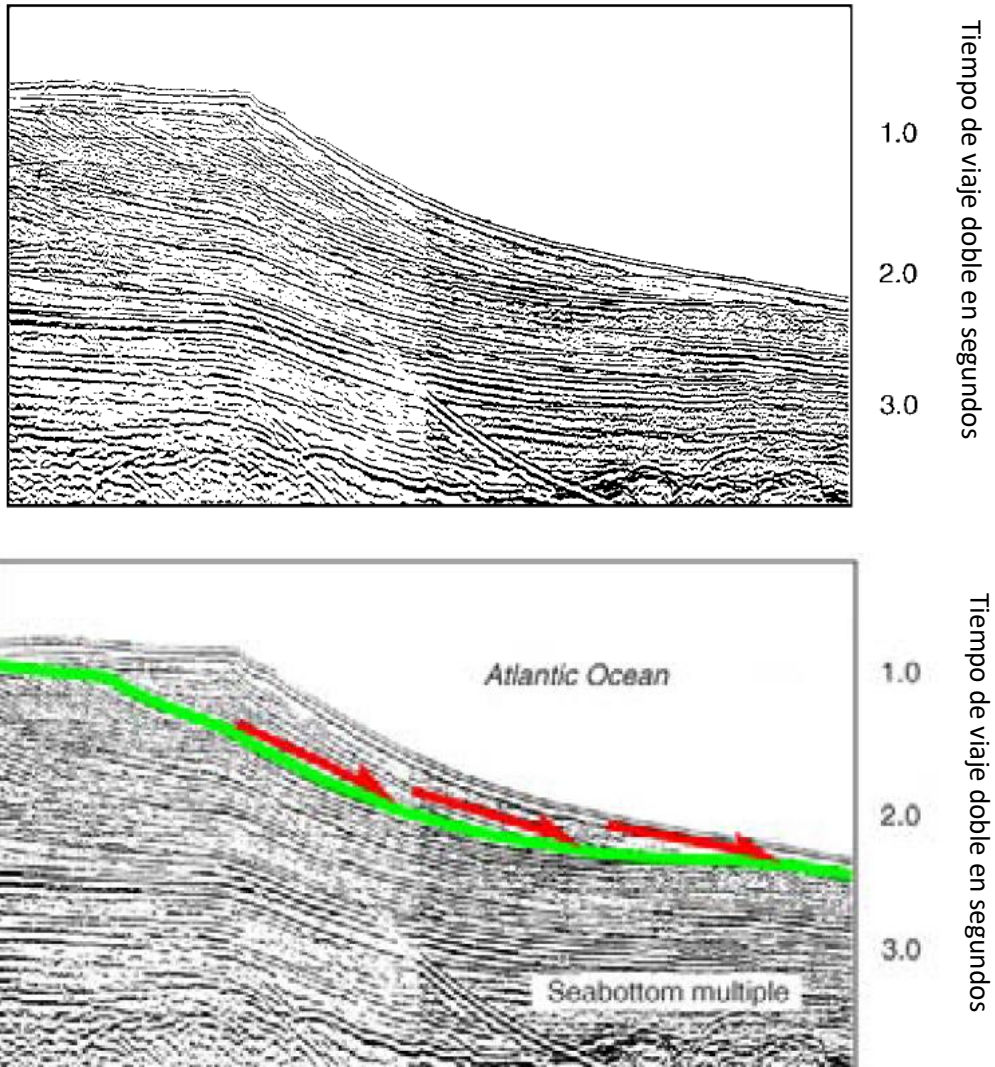 1.0
2.0
3.0
Tiempo de viaje doble en segundos
Atlantic Ocean
1.0
2.0
3.0
Seabottom multiple
Tiempo de viaje doble en segundos